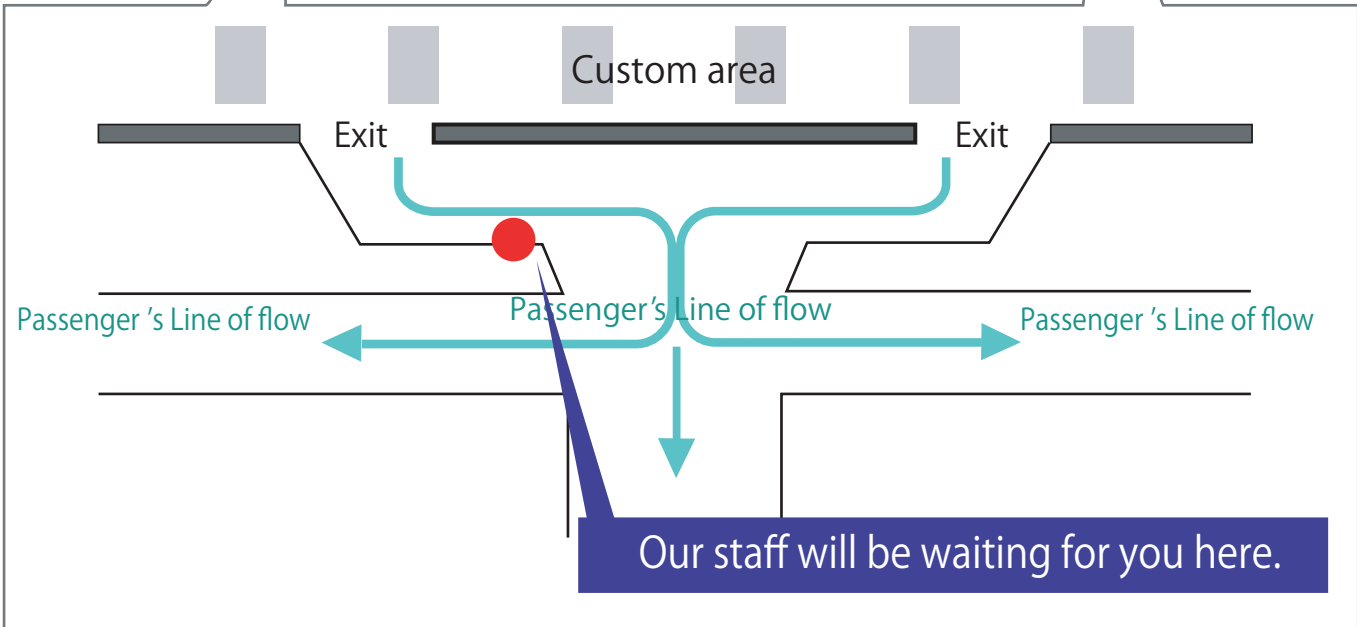 Custom area
Exit
Exit
Passenger 's Line of flow
Passenger's Line of flow
Passenger 's Line of flow
Our staff will be waiting for you here.